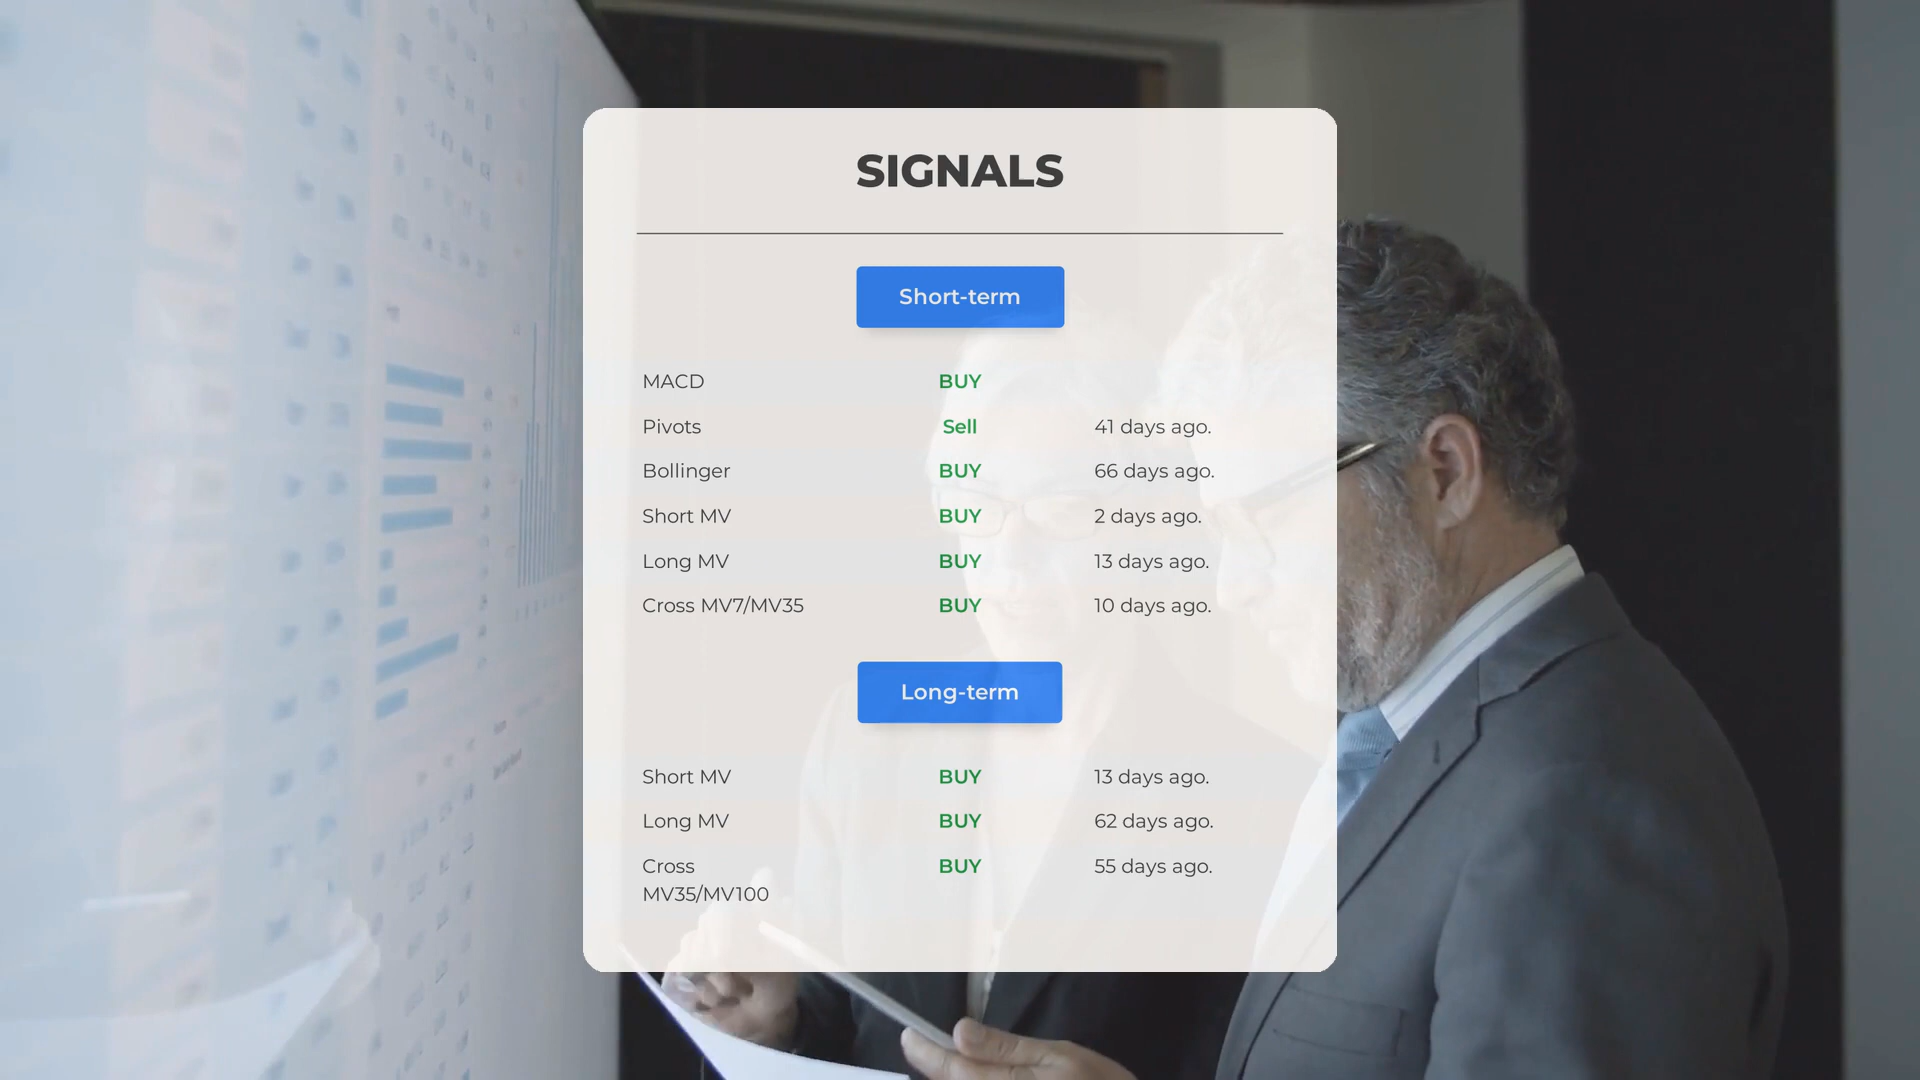 SIGNALS
Short-term
MACD BUY
Pivots Sell 41 days ago.
Bollinger BUY 66 days ago.
Short MV BUY 2 days ago.
Long MV BUY 13 days ago.
Cross MV7/MV35 BUY 10 days ago.
Long-term
Short MV BUY 13 days ago.
Long MV BUY 62 days ago.
Cross BUY 55 days ago.
MV35/MV100